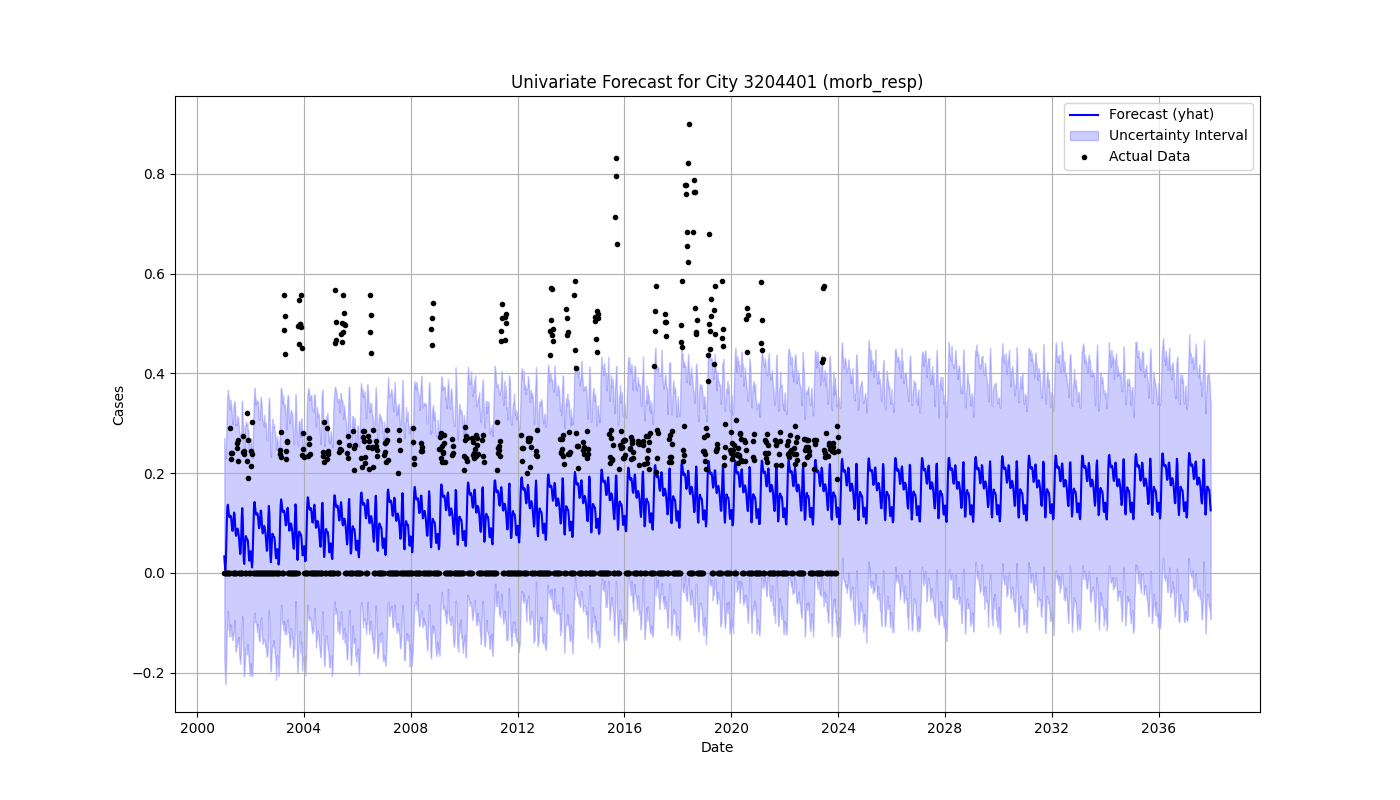 Univariate Forecast for City 3204401 (morb_resp)
Forecast (yhat)
Uncertainty Interval
Actual Data
Cases
0.8
0.6
0.4
0.2
0.0
−0.2
2000 2004 2008 2012 2016 2020 2024 2028 2032 2036
Date